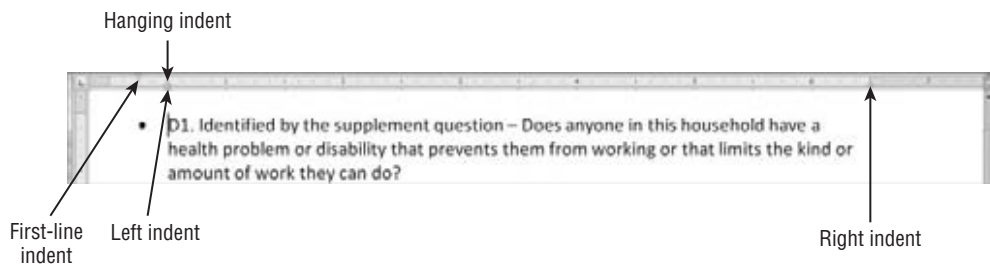 Hanging indent
• D1. Identified by the supplement question – Does anyone in this household have a
health problem or disability that prevents them from working or that limits the kind or
amount of work they can do?
First-line
indent
Left indent
Right indent